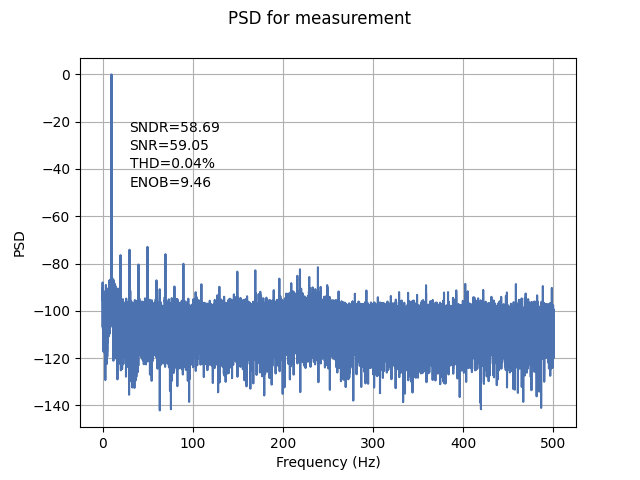 PSD for measurement
0
−20
−40
−60
−80
−100
−120
−140
PSD
SNDR=58.69
SNR=59.05
THD=0.04%
ENOB=9.46
0 100 200 300 400 500
Frequency (Hz)